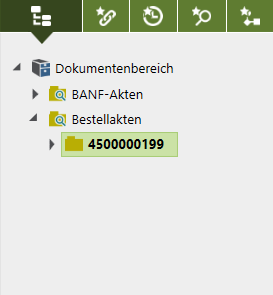 Dokumentenbereich
BANF-Akten
Bestellakten
4500000199